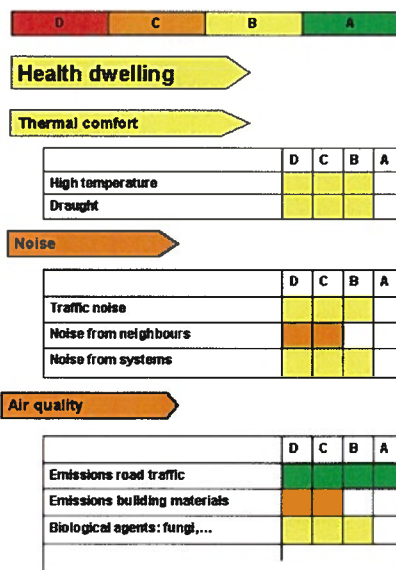 D C B A
Health dwelling
Thermal comfort
D C B A
High temperature
Draught
Noise
D C B A
Traffic noise
Noise from neighbours
Noise from systems
Air quality
D C B A
Emissions road traffic
Emissions building materials
Biological agents: fungi,...